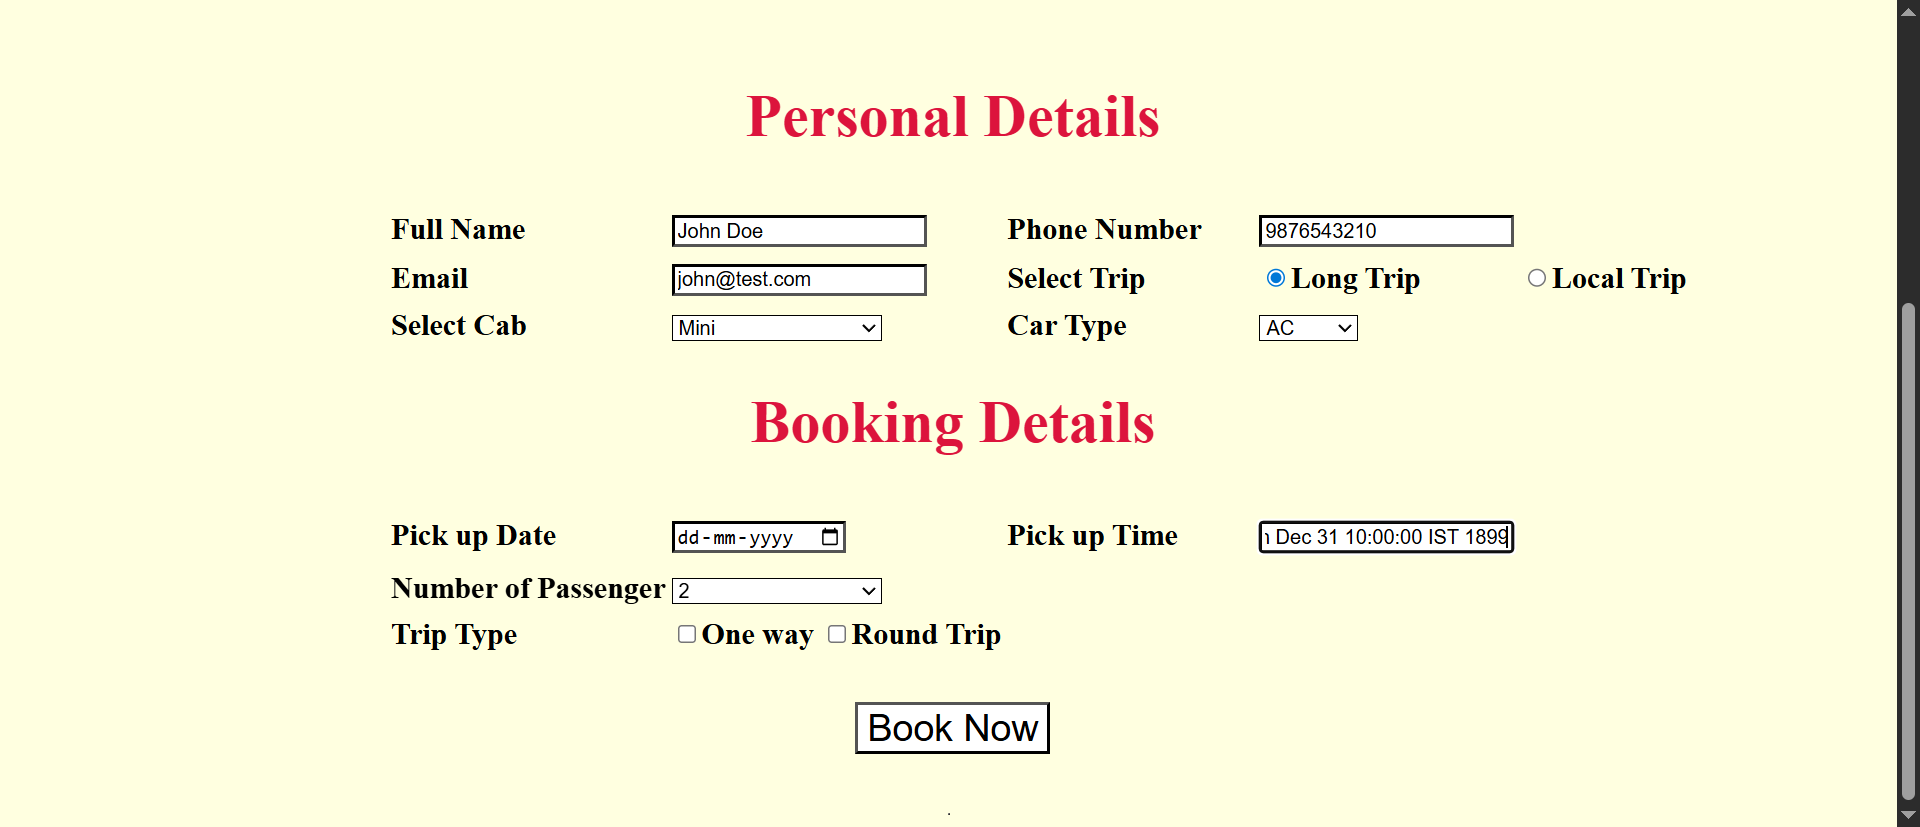 Personal Details
Full Name John Doe Phone Number 9876543210
Email john@test.com Select Trip Long Trip Local Trip
Select Cab Mini Car Type AC
Booking Details
Pick up Date dd-mm-yyyy Pick up Time Dec 31 10:00:00 IST 1899
Number of Passenger 2
Trip Type One way Round Trip
Book Now
.